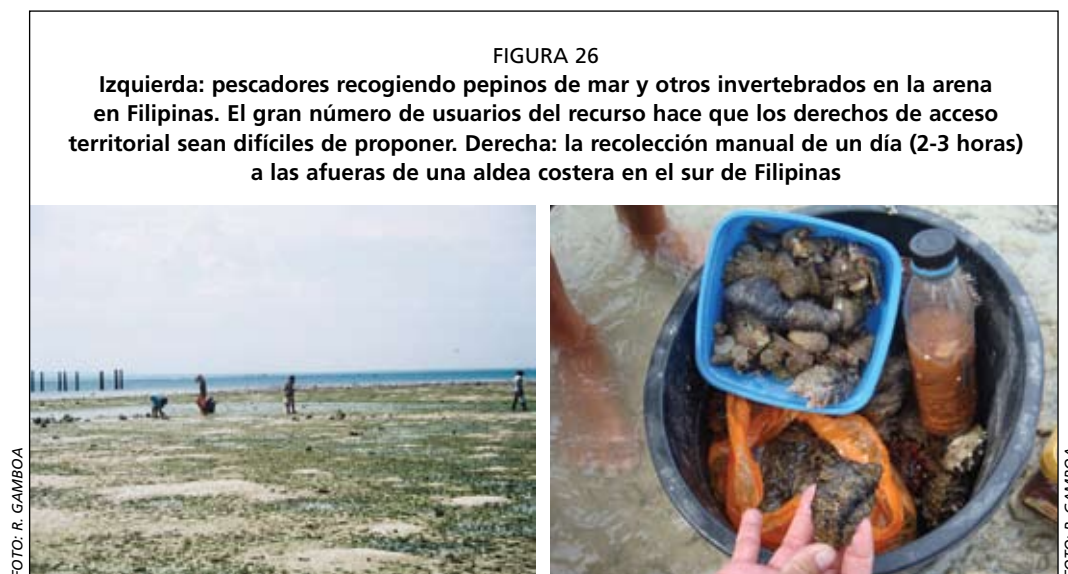 FIGURA 26
Izquierda: pescadores recogiendo pepinos de mar y otros invertebrados en la arena
en Filipinas. El gran número de usuarios del recurso hace que los derechos de acceso
territorial sean difíciles de proponer. Derecha: la recolección manual de un día (2-3 horas)
a las afueras de una aldea costera en el sur de Filipinas
FOTO: R. GAMBOA
FOTO: R. GAMBOA